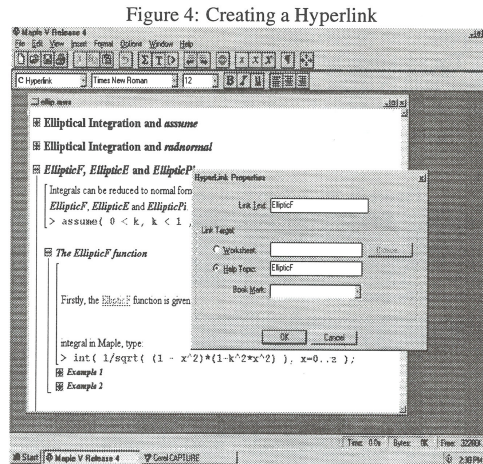 Figure 4: Creating a Hyperlink
Maple V Release 4
File Edit View Insert Format Options Window Help
C Hyperlink Times New Roman 12 B I U
ellip.mws
Elliptical Integration and assume
Elliptical Integration and radnormal
EllipticF, EllipticE and EllipticPi
Integrals can be reduced to normal form
EllipticF, EllipticE and EllipticPi
> assume( 0 < k, k < 1 ,
The EllipticF function
Firstly, the EllipticF function is given
integral in Maple, type:
> int( 1/sqrt( (1 - x^2)*(1-k^2*x^2) ), x=0..z );
Example 1
Example 2
HyperLink Properties
Link Text: EllipticF
Link Target
Worksheet: Browse...
Help Topic: EllipticF
Book Mark:
OK Cancel
Time: 0.0s Bytes: 0K Free: 32280K
Start Maple V Release 4 Corel CAPTURE 2:38 PM